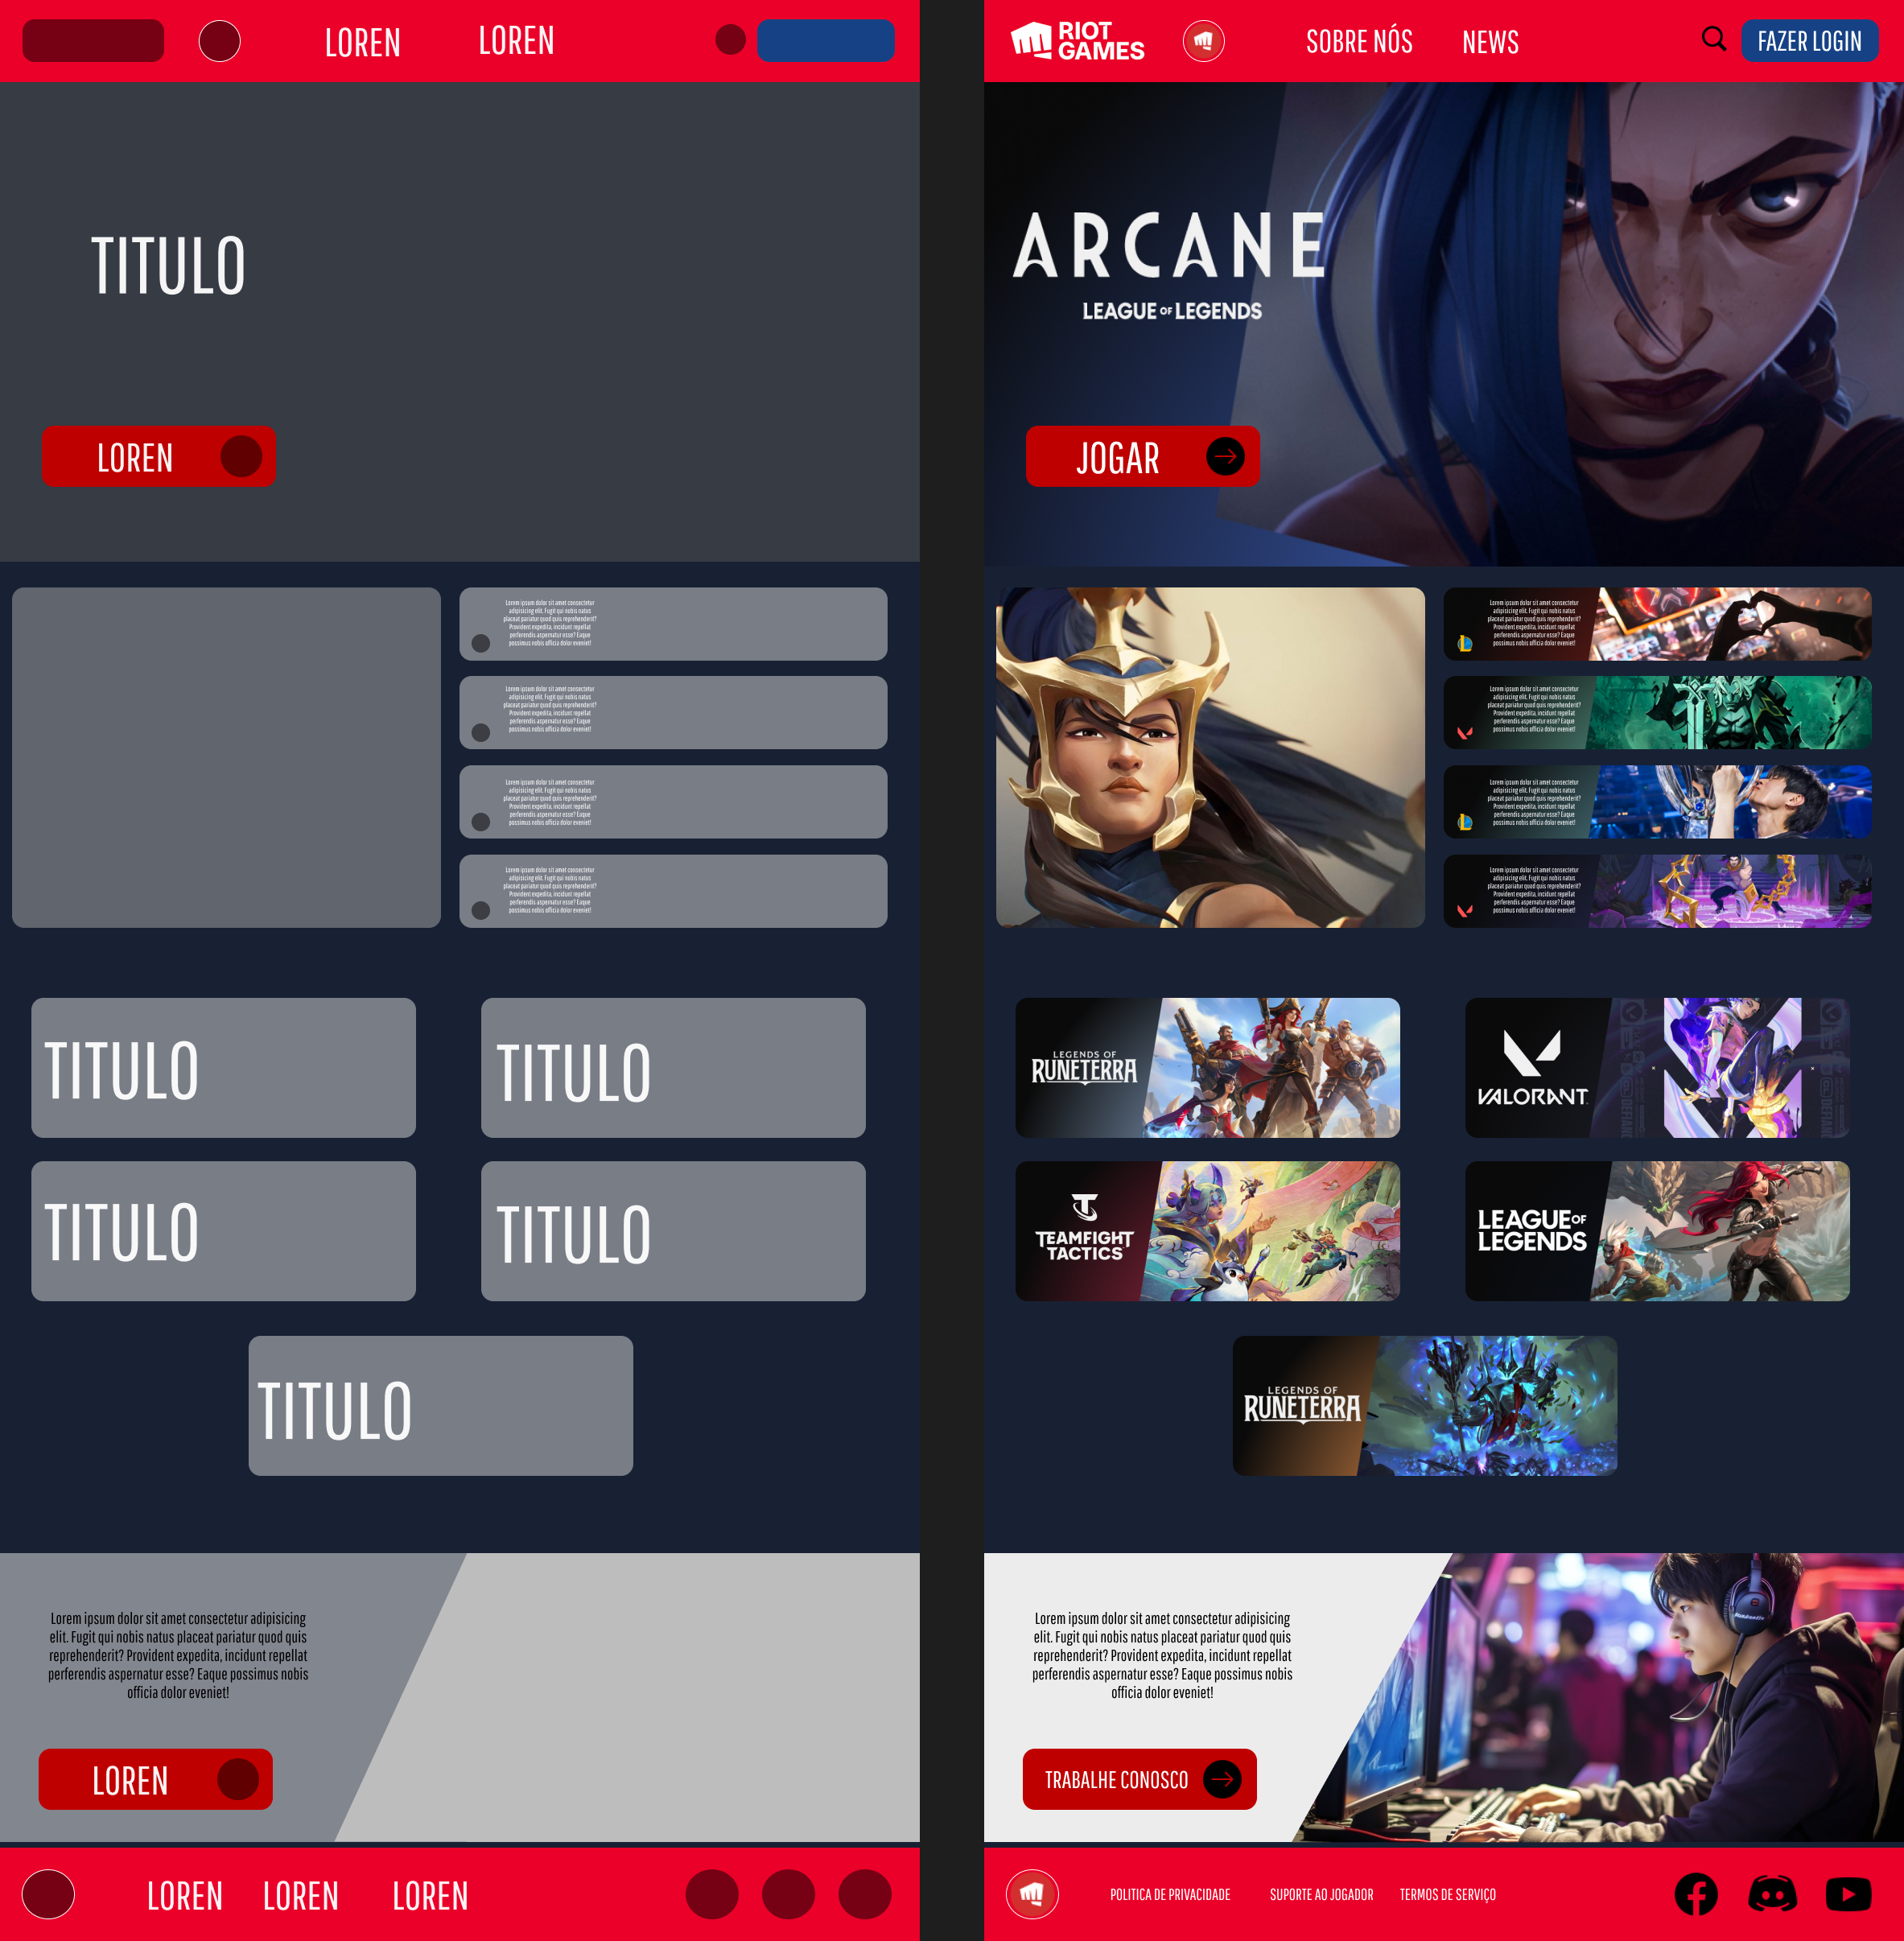 LOREN
LOREN
TITULO
LOREN
Lorem ipsum dolor sit amet consectetur
adipisicing elit. Fugit qui nobis natus
placeat pariatur quod quis reprehenderit?
Provident expedita, incidunt repellat
perferendis aspernatur esse? Eaque
possimus nobis officia dolor eveniet!
Lorem ipsum dolor sit amet consectetur
adipisicing elit. Fugit qui nobis natus
placeat pariatur quod quis reprehenderit?
Provident expedita, incidunt repellat
perferendis aspernatur esse? Eaque
possimus nobis officia dolor eveniet!
Lorem ipsum dolor sit amet consectetur
adipisicing elit. Fugit qui nobis natus
placeat pariatur quod quis reprehenderit?
Provident expedita, incidunt repellat
perferendis aspernatur esse? Eaque
possimus nobis officia dolor eveniet!
Lorem ipsum dolor sit amet consectetur
adipisicing elit. Fugit qui nobis natus
placeat pariatur quod quis reprehenderit?
Provident expedita, incidunt repellat
perferendis aspernatur esse? Eaque
possimus nobis officia dolor eveniet!
TITULO
TITULO
TITULO
TITULO
TITULO
Lorem ipsum dolor sit amet consectetur adipisicing
elit. Fugit qui nobis natus placeat pariatur quod quis
reprehenderit? Provident expedita, incidunt repellat
perferendis aspernatur esse? Eaque possimus nobis
officia dolor eveniet!
LOREN
LOREN
LOREN
LOREN
RIOT
GAMES
SOBRE NÓS
NEWS
FAZER LOGIN
ARCANE
LEAGUE OF LEGENDS
JOGAR
Lorem ipsum dolor sit amet consectetur
adipisicing elit. Fugit qui nobis natus
placeat pariatur quod quis reprehenderit?
Provident expedita, incidunt repellat
perferendis aspernatur esse? Eaque
possimus nobis officia dolor eveniet!
Lorem ipsum dolor sit amet consectetur
adipisicing elit. Fugit qui nobis natus
placeat pariatur quod quis reprehenderit?
Provident expedita, incidunt repellat
perferendis aspernatur esse? Eaque
possimus nobis officia dolor eveniet!
Lorem ipsum dolor sit amet consectetur
adipisicing elit. Fugit qui nobis natus
placeat pariatur quod quis reprehenderit?
Provident expedita, incidunt repellat
perferendis aspernatur esse? Eaque
possimus nobis officia dolor eveniet!
Lorem ipsum dolor sit amet consectetur
adipisicing elit. Fugit qui nobis natus
placeat pariatur quod quis reprehenderit?
Provident expedita, incidunt repellat
perferendis aspernatur esse? Eaque
possimus nobis officia dolor eveniet!
LEGENDS OF
RUNETERRA
VALORANT
TEAMFIGHT
TACTICS
LEAGUE OF
LEGENDS
LEGENDS OF
RUNETERRA
Lorem ipsum dolor sit amet consectetur adipisicing
elit. Fugit qui nobis natus placeat pariatur quod quis
reprehenderit? Provident expedita, incidunt repellat
perferendis aspernatur esse? Eaque possimus nobis
officia dolor eveniet!
TRABALHE CONOSCO
POLITICA DE PRIVACIDADE
SUPORTE AO JOGADOR
TERMOS DE SERVIÇO